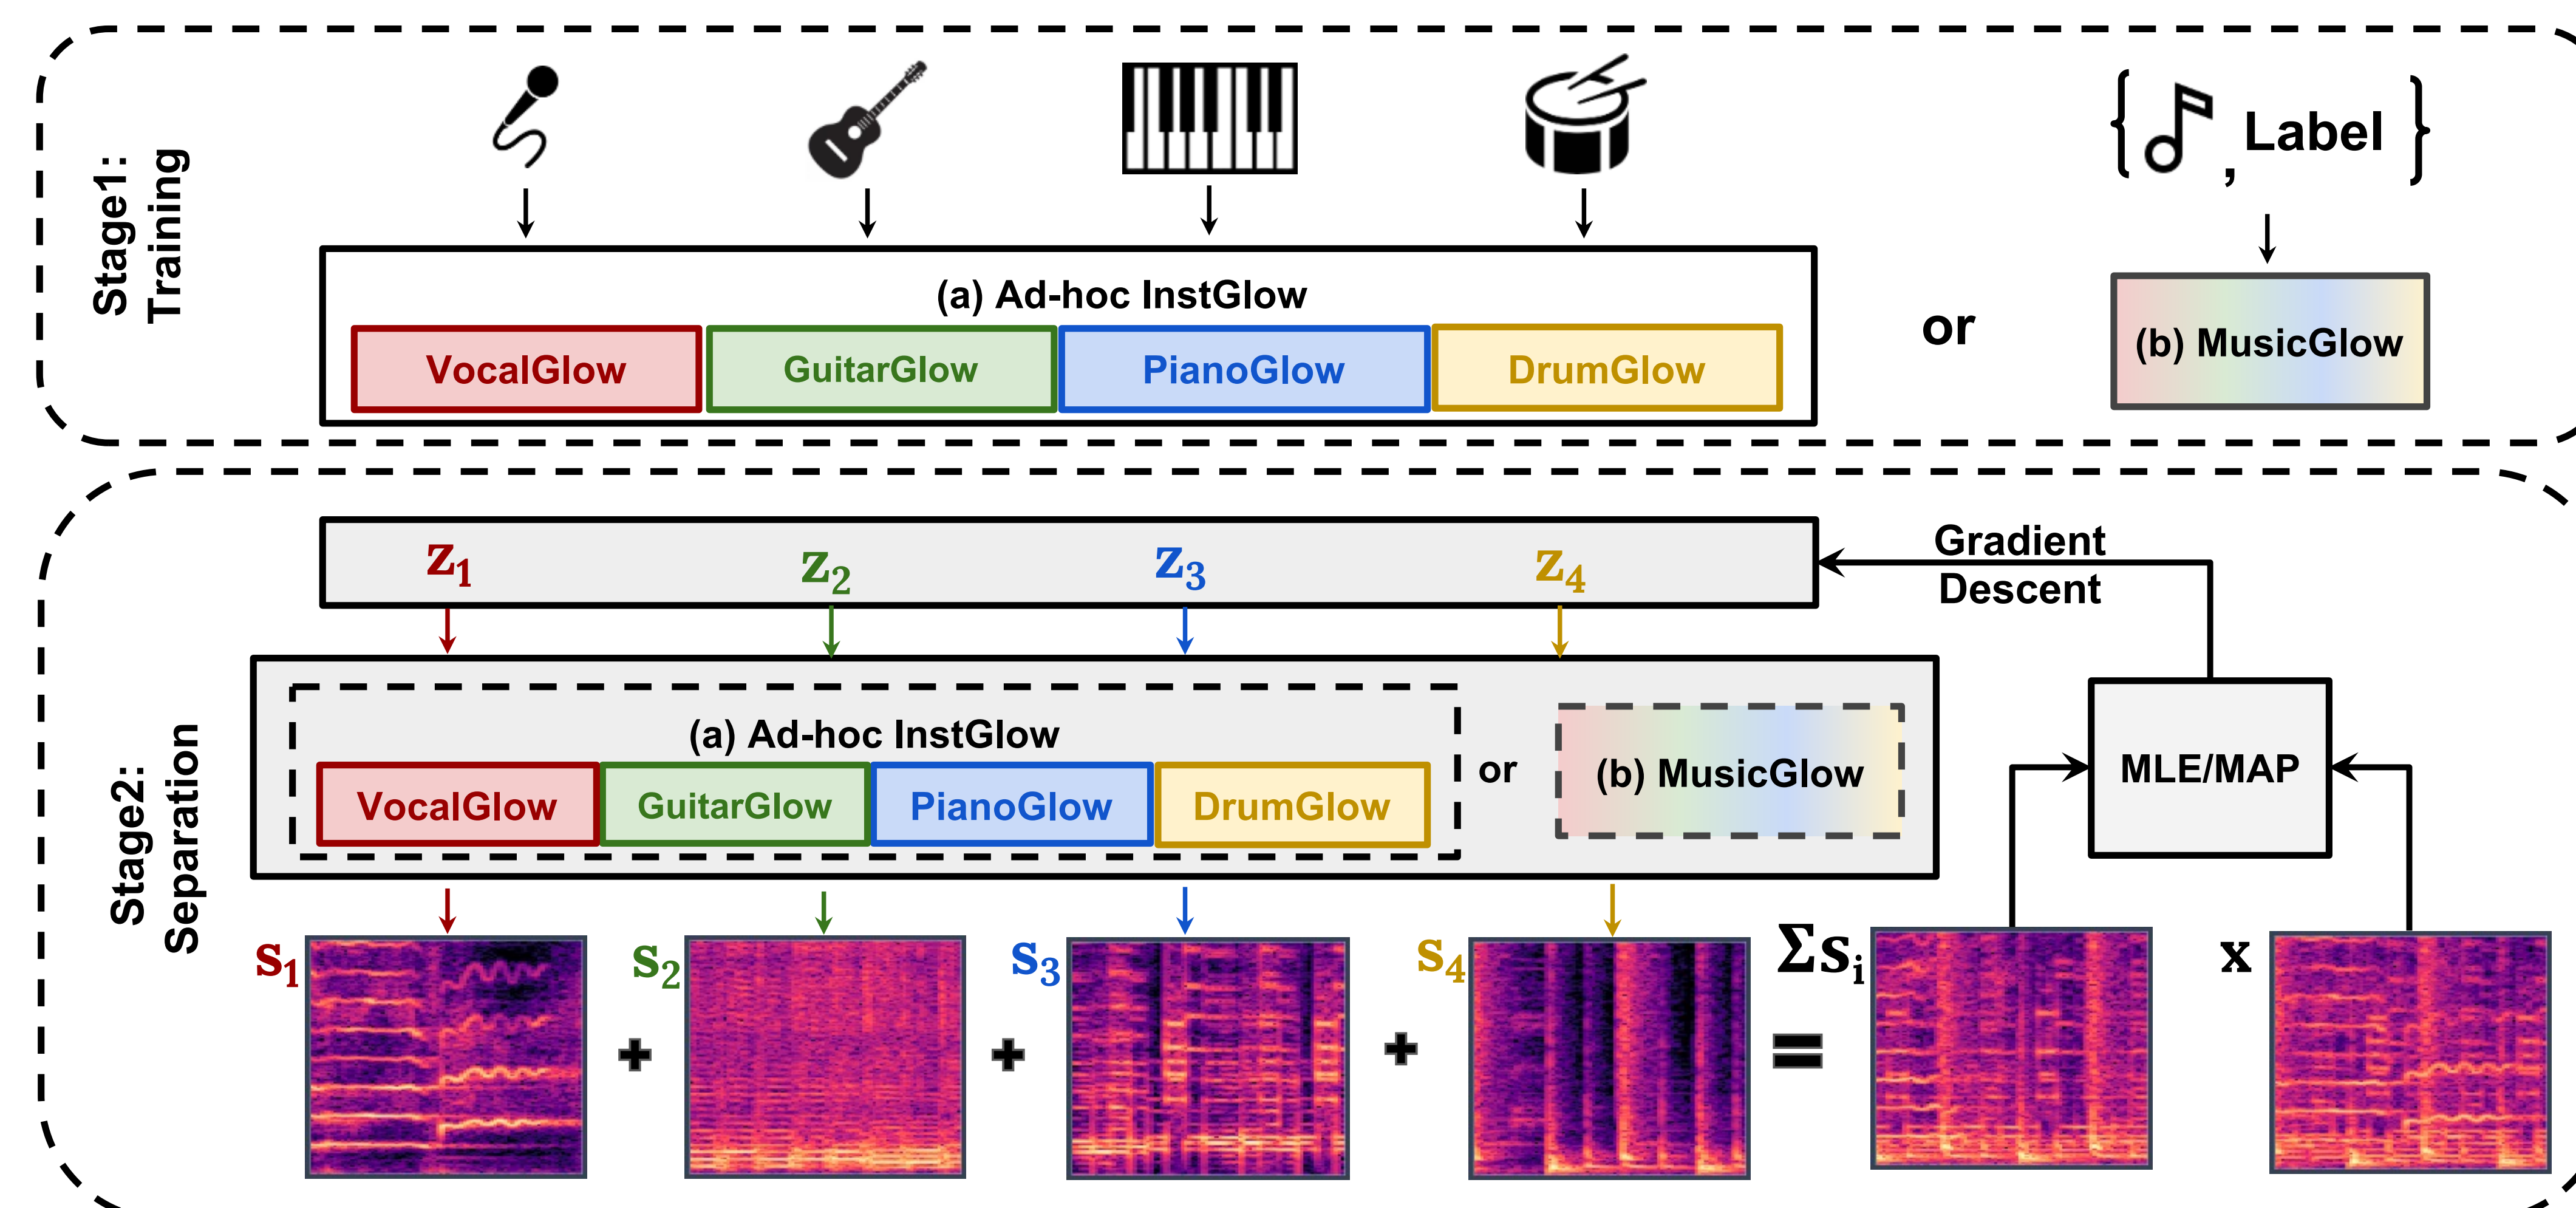 Stage1:
Training
{ , Label }
(a) Ad-hoc InstGlow
VocalGlow GuitarGlow PianoGlow DrumGlow
or
(b) MusicGlow
Stage2:
Separation
z₁ z₂ z₃ z₄
Gradient
Descent
(a) Ad-hoc InstGlow
VocalGlow GuitarGlow PianoGlow DrumGlow
or
(b) MusicGlow
MLE/MAP
s₁ + s₂ + s₃ + s₄ = Σsᵢ x